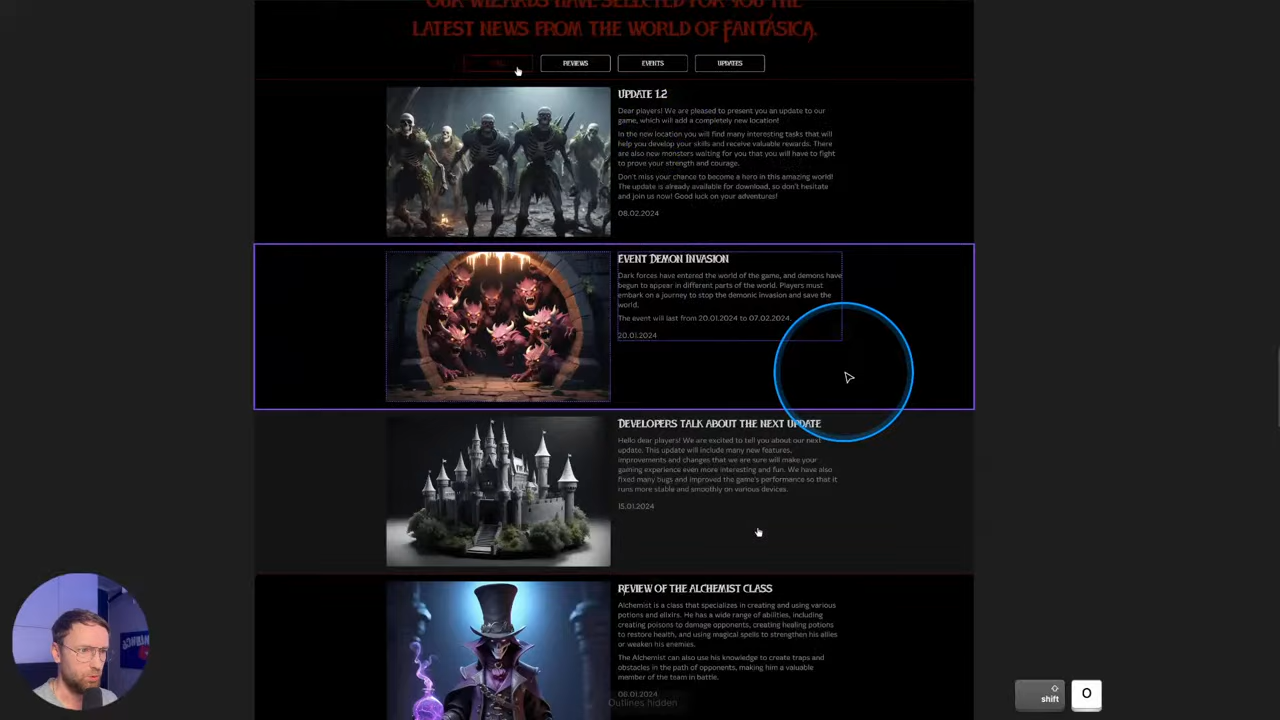 OUR WIZARDS HAVE SELECTED FOR YOU THE
LATEST NEWS FROM THE WORLD OF FANTASICA.
REVIEWS
EVENTS
UPDATES
UPDATE 1.2
Dear players! We are pleased to present you an update to our
game, which will add a completely new location!
In the new location you will find many interesting tasks that will
help you develop your skills and receive valuable rewards. There
are also new monsters waiting for you that you will have to fight
to prove your strength and courage.
Don't miss your chance to become a hero in this amazing world!
The update is already available for download, so don't hesitate
and join us now! Good luck on your adventures!
08.02.2024
EVENT DEMON INVASION
Dark forces have entered the world of the game, and demons have
begun to appear in different parts of the world. Players must
embark on a journey to stop the demonic invasion and save the
world.
The event will last from 20.01.2024 to 07.02.2024.
20.01.2024
DEVELOPERS TALK ABOUT THE NEXT UPDATE
Hello dear players! We are excited to tell you about our next
update. This update will include many new features,
improvements and changes that we are sure will make your
gaming experience even more interesting and fun. We have also
fixed many bugs and improved the game's performance so that it
runs more stable and smoothly on various devices.
15.01.2024
REVIEW OF THE ALCHEMIST CLASS
Alchemist is a class that specializes in creating and using various
potions and elixirs. He has a wide range of abilities, including
creating poisons to damage opponents, creating healing potions
to restore health, and using magical spells to strengthen his allies
or weaken his enemies.
The Alchemist can also use his knowledge to create traps and
obstacles in the path of opponents, making him a valuable
member of the team in battle.
06.01.2024
Outlines hidden
shift
O